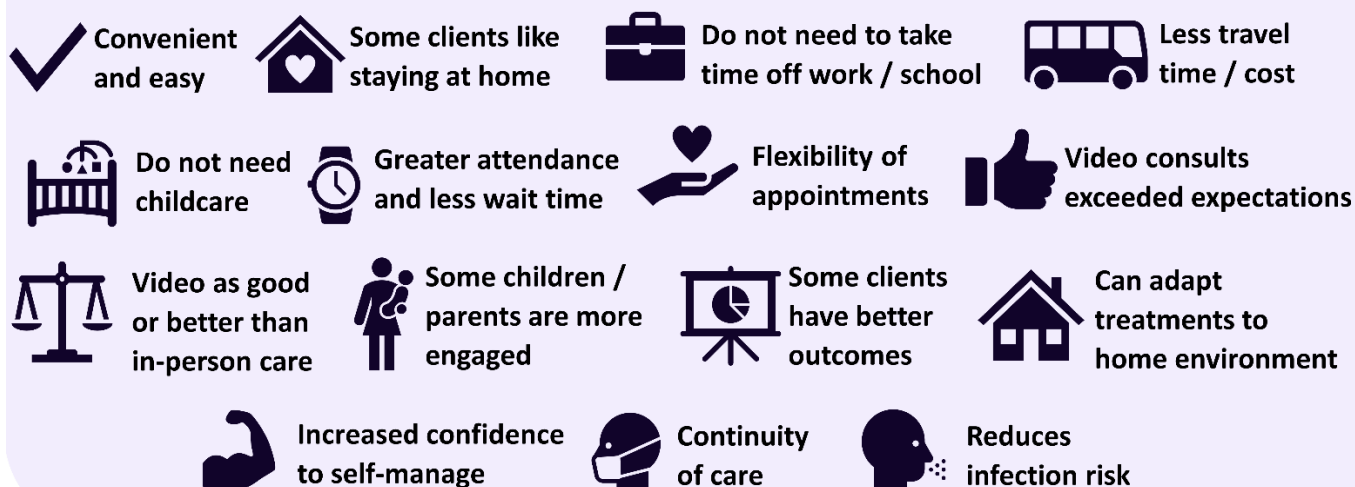 Convenient
and easy
Some clients like
staying at home
Do not need to take
time off work / school
Less travel
time / cost
Do not need
childcare
Greater attendance
and less wait time
Flexibility of
appointments
Video consults
exceeded expectations
Video as good
or better than
in-person care
Some children /
parents are more
engaged
Some clients
have better
outcomes
Can adapt
treatments to
home environment
Increased confidence
to self-manage
Continuity
of care
Reduces
infection risk